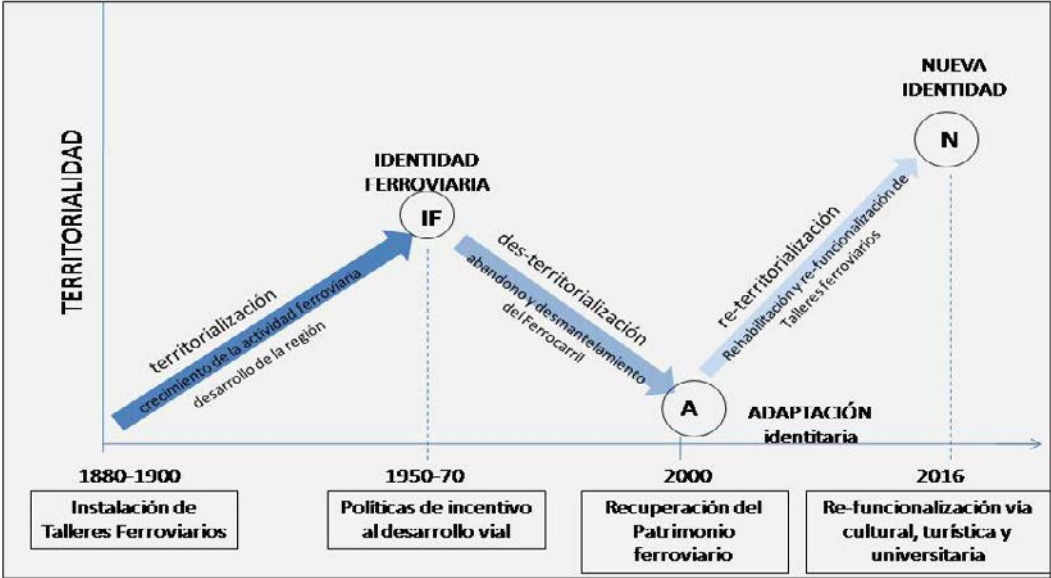 TERRITORIALIDAD
territorialización
crecimiento de la actividad ferroviaria
desarrollo de la región
IDENTIDAD
FERROVIARIA
IF
des-territorialización
abandono y desmantelamiento
del Ferrocarril
A
ADAPTACIÓN
identitaria
re-territorialización
Rehabilitación y re-funcionalización de
Talleres ferroviarios
NUEVA
IDENTIDAD
N
1880-1900
Instalación de
Talleres Ferroviarios
1950-70
Políticas de incentivo
al desarrollo vial
2000
Recuperación del
Patrimonio
ferroviario
2016
Re-funcionalización vía
cultural, turística y
universitaria